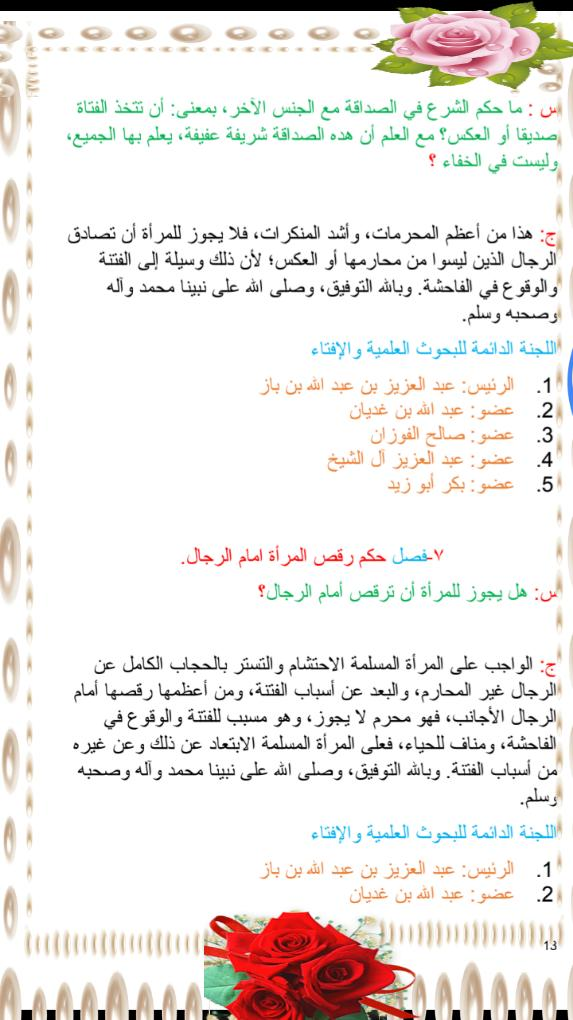 س : ما حكم الشرع في الصداقة مع الجنس الآخر، بمعنى: أن تتخذ الفتاة
صديقا أو العكس؟ مع العلم أن هده الصداقة شريفة عفيفة، يعلم بها الجميع،
وليست في الخفاء ؟
ج: هذا من أعظم المحرمات، وأشد المنكرات، فلا يجوز للمرأة أن تصادق
الرجال الذين ليسوا من محارمها أو العكس؛ لأن ذلك وسيلة إلى الفتنة
والوقوع في الفاحشة. وبالله التوفيق، وصلى الله على نبينا محمد وآله
وصحبه وسلم.
اللجنة الدائمة للبحوث العلمية والإفتاء
1. الرئيس: عبد العزيز بن عبد الله بن باز
2. عضو: عبد الله بن غديان
3. عضو: صالح الفوزان
4. عضو: عبد العزيز آل الشيخ
5. عضو: بكر أبو زيد
٧-فصل حكم رقص المرأة امام الرجال.
س: هل يجوز للمرأة أن ترقص أمام الرجال؟
ج: الواجب على المرأة المسلمة الاحتشام والتستر بالحجاب الكامل عن
الرجال غير المحارم، والبعد عن أسباب الفتنة، ومن أعظمها رقصها أمام
الرجال الأجانب، فهو محرم لا يجوز، وهو مسبب للفتنة والوقوع في
الفاحشة، ومناف للحياء، فعلى المرأة المسلمة الابتعاد عن ذلك وعن غيره
من أسباب الفتنة. وبالله التوفيق، وصلى الله على نبينا محمد وآله وصحبه
وسلم.
اللجنة الدائمة للبحوث العلمية والإفتاء
1. الرئيس: عبد العزيز بن عبد الله بن باز
2. عضو: عبد الله بن غديان
13